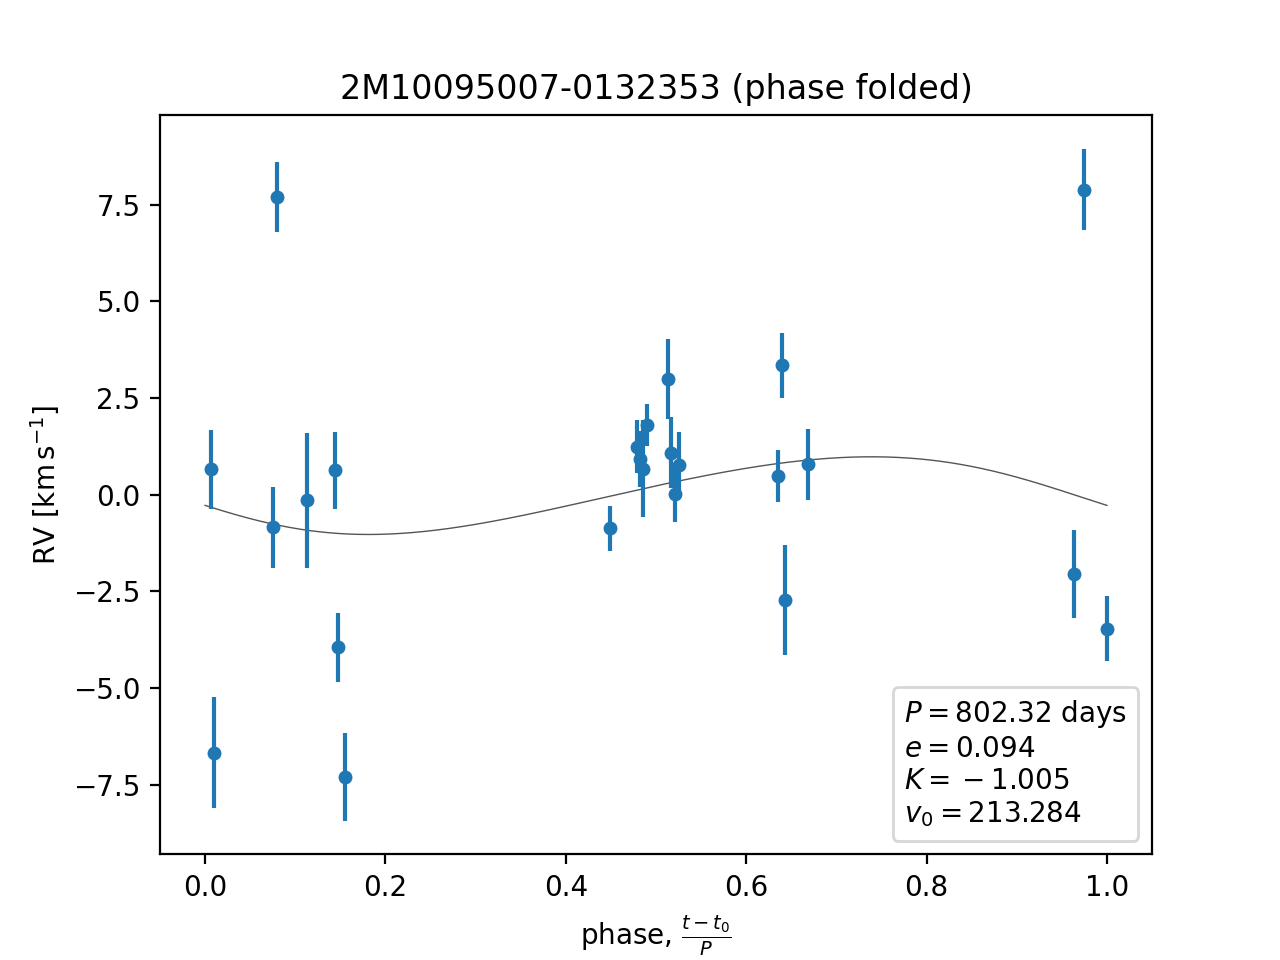 2M10095007-0132353 (phase folded)
RV [km s⁻¹]
7.5
5.0
2.5
0.0
−2.5
−5.0
−7.5
P = 802.32 days
e = 0.094
K = −1.005
v₀ = 213.284
0.0 0.2 0.4 0.6 0.8 1.0
phase, (t − t₀)/P